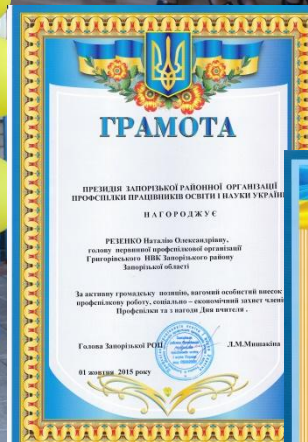 ГРАМОТА
ПРЕЗИДІЯ ЗАПОРІЗЬКОЇ РАЙОННОЇ ОРГАНІЗАЦІЇ
ПРОФСПІЛКИ ПРАЦІВНИКІВ ОСВІТИ І НАУКИ УКРАЇНИ
НАГОРОДЖУЄ
РЕЗЕНКО Наталію Олександрівну,
голову первинної профспілкової організації
Григорівського НВК Запорізького району
Запорізької області
За активну громадську позицію, вагомий особистий внесок
профспілкову роботу, соціально – економічний захист члені
Профспілки та з нагоди Дня вчителя .
Голова Запорізької РОП Л.М.Мишакіна
01 жовтня 2015 року